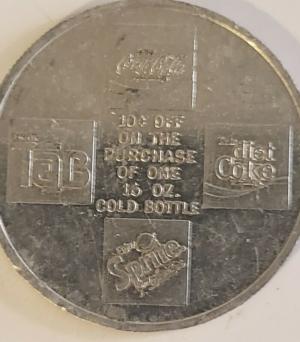 Coca-Cola
10¢ OFF
ON THE
PURCHASE
OF ONE
16 OZ.
COLD BOTTLE
TAB
diet
Coke
Sprite